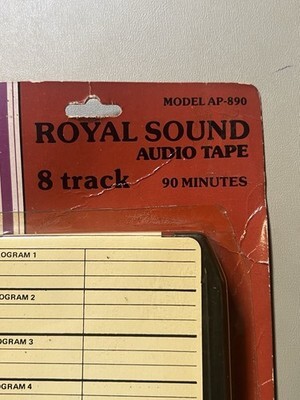 MODEL AP-890
ROYAL SOUND
AUDIO TAPE
8 track 90 MINUTES
OGRAM 1
OGRAM 2
OGRAM 3
OGRAM 4